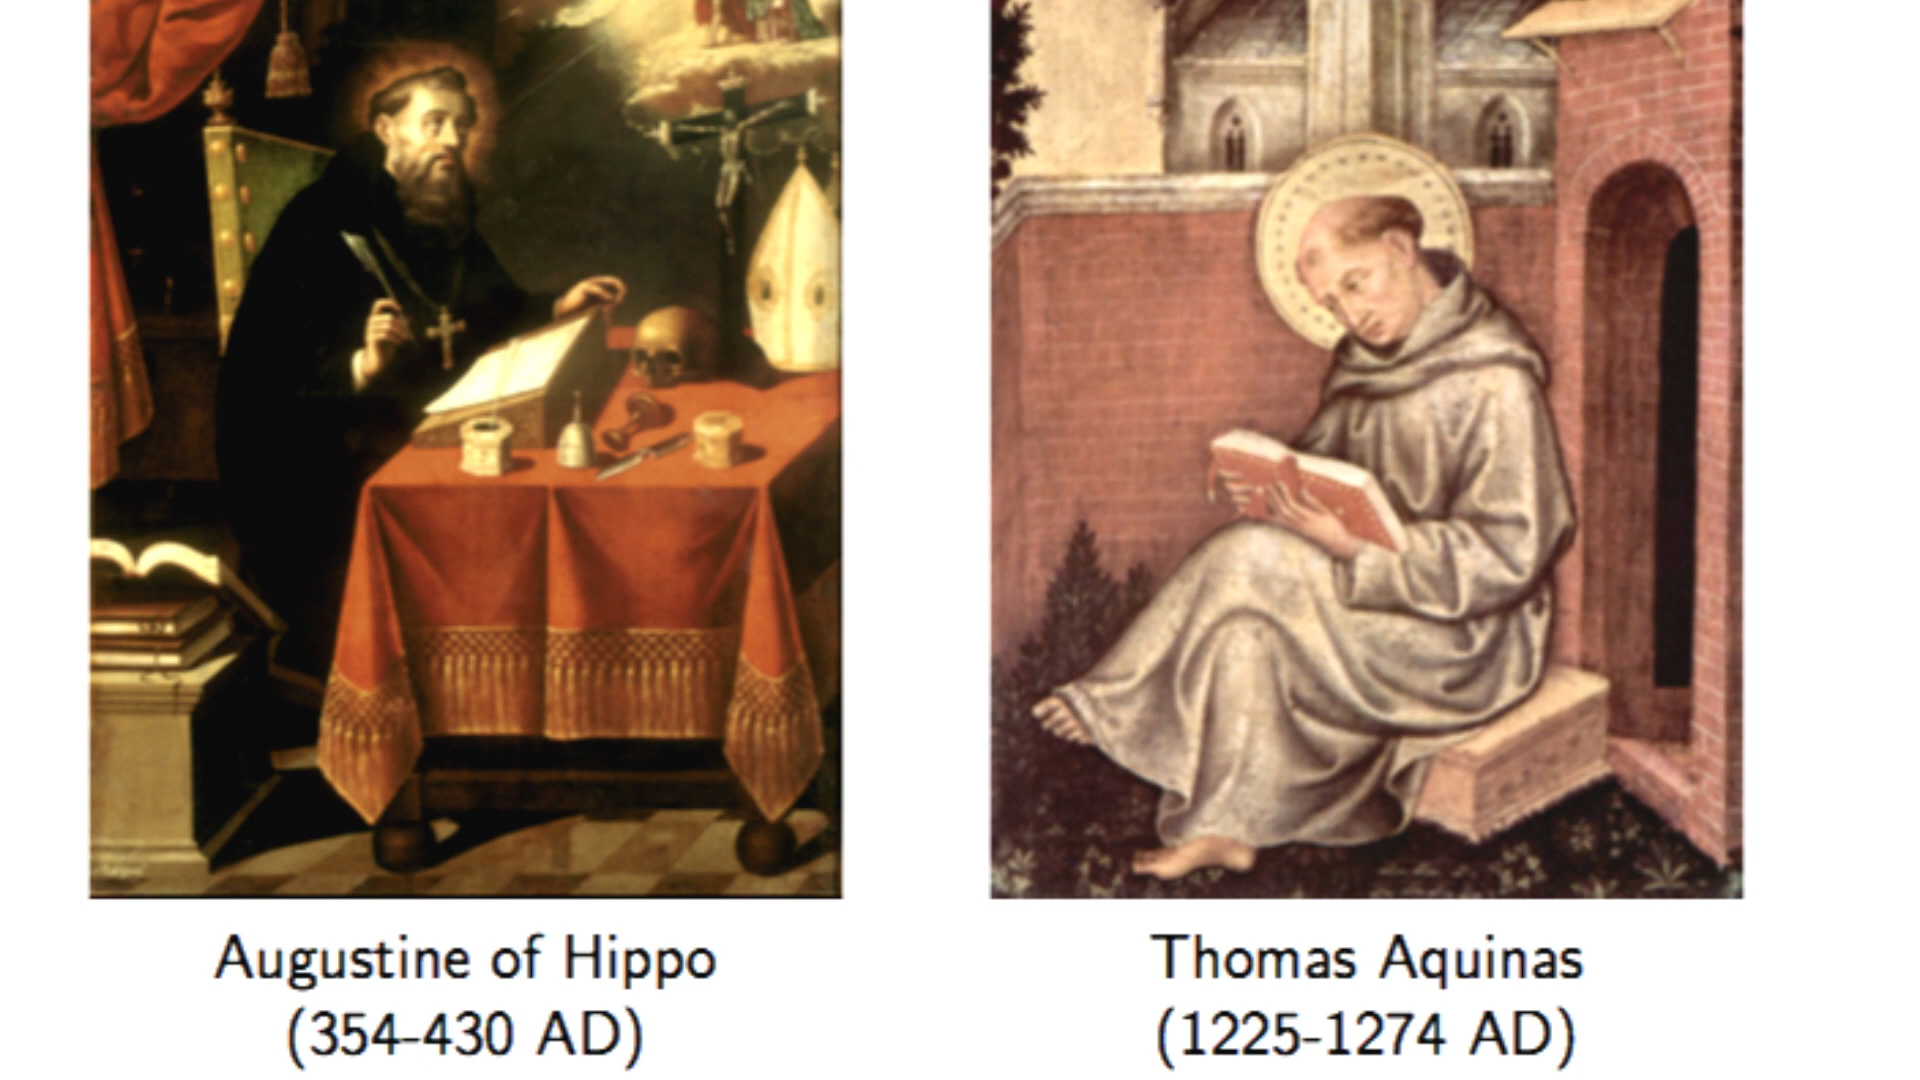 Augustine of Hippo
(354-430 AD)
Thomas Aquinas
(1225-1274 AD)